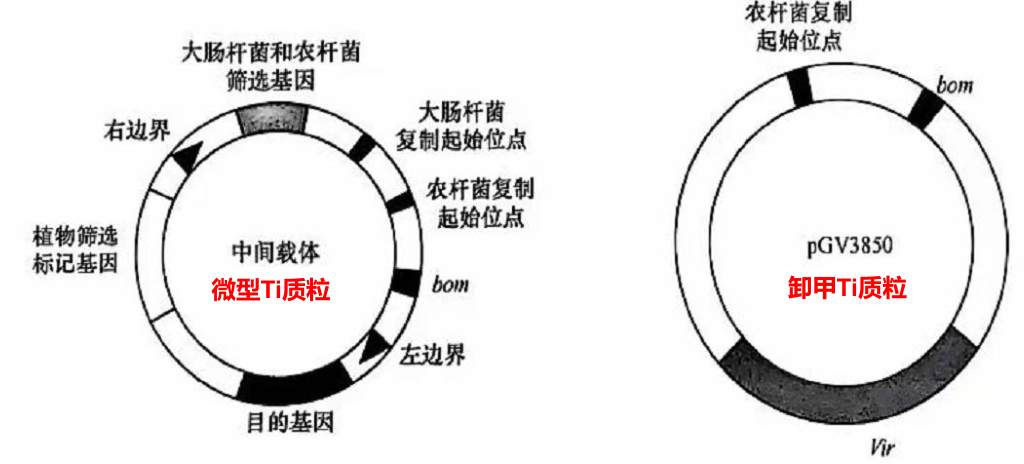 大肠杆菌和农杆菌
筛选基因
右边界
大肠杆菌
复制起始位点
农杆菌复制
起始位点
植物筛选
标记基因
中间载体
微型Ti质粒
bom
左边界
目的基因
农杆菌复制
起始位点
bom
pGV3850
卸甲Ti质粒
Vir